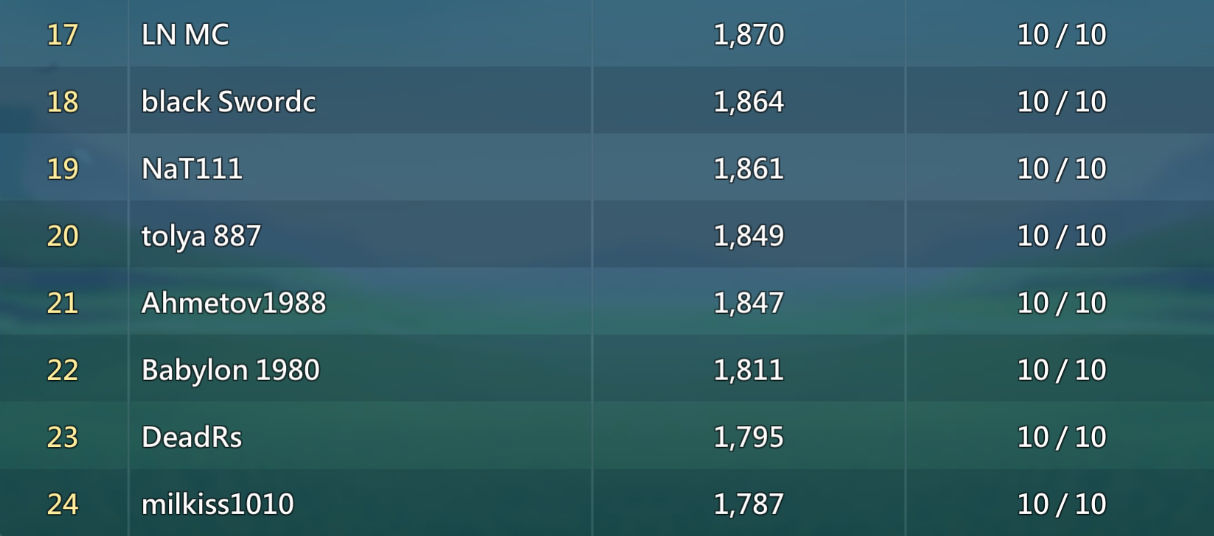 17 LN MC 1,870 10 / 10
18 black Swordc 1,864 10 / 10
19 NaT111 1,861 10 / 10
20 tolya 887 1,849 10 / 10
21 Ahmetov1988 1,847 10 / 10
22 Babylon 1980 1,811 10 / 10
23 DeadRs 1,795 10 / 10
24 milkiss1010 1,787 10 / 10